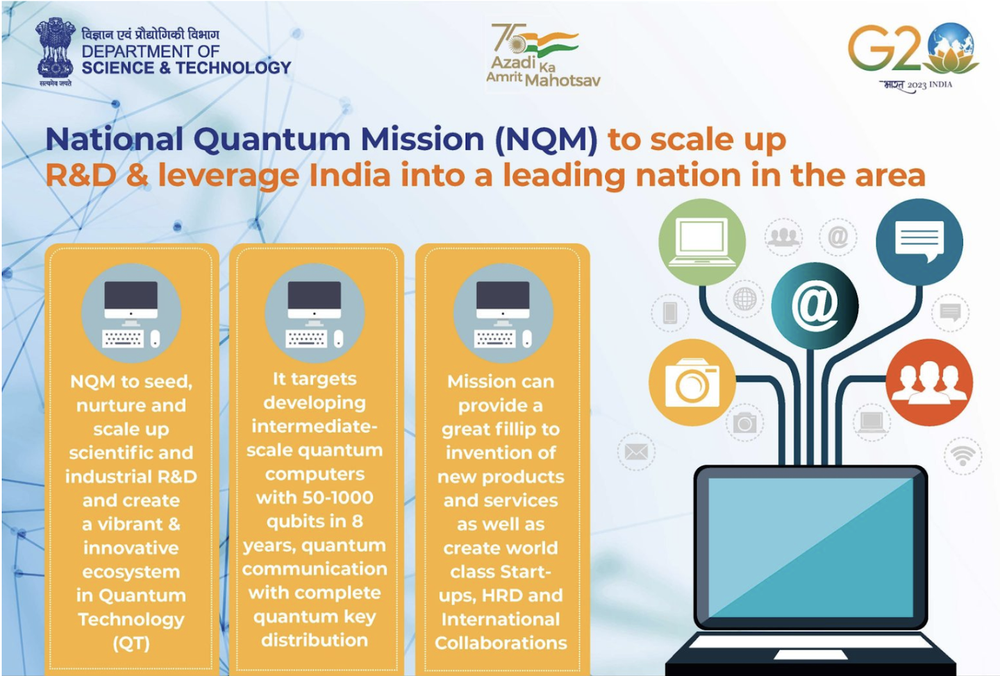 विज्ञान एवं प्रौद्योगिकी विभाग
DEPARTMENT OF
SCIENCE & TECHNOLOGY
सत्यमेव जयते
75
Azadi Ka
Amrit Mahotsav
G20
भारत 2023 INDIA
National Quantum Mission (NQM) to scale up
R&D & leverage India into a leading nation in the area
NQM to seed,
nurture and
scale up
scientific and
industrial R&D
and create
a vibrant &
innovative
ecosystem
in Quantum
Technology
(QT)
It targets
developing
intermediate-
scale quantum
computers
with 50-1000
qubits in 8
years, quantum
communication
with complete
quantum key
distribution
Mission can
provide a
great fillip to
invention of
new products
and services
as well as
create world
class Start-
ups, HRD and
International
Collaborations
@
@